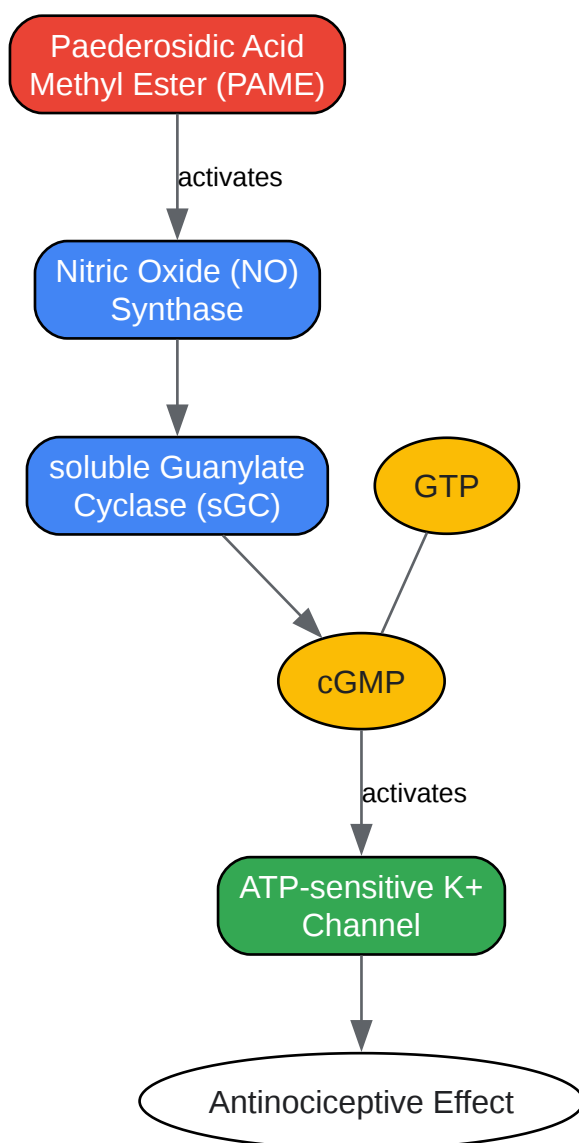 Paederosidic Acid
Methyl Ester (PAME)
activates
Nitric Oxide (NO)
Synthase
soluble Guanylate
Cyclase (sGC)
GTP
cGMP
activates
ATP-sensitive K+
Channel
Antinociceptive Effect